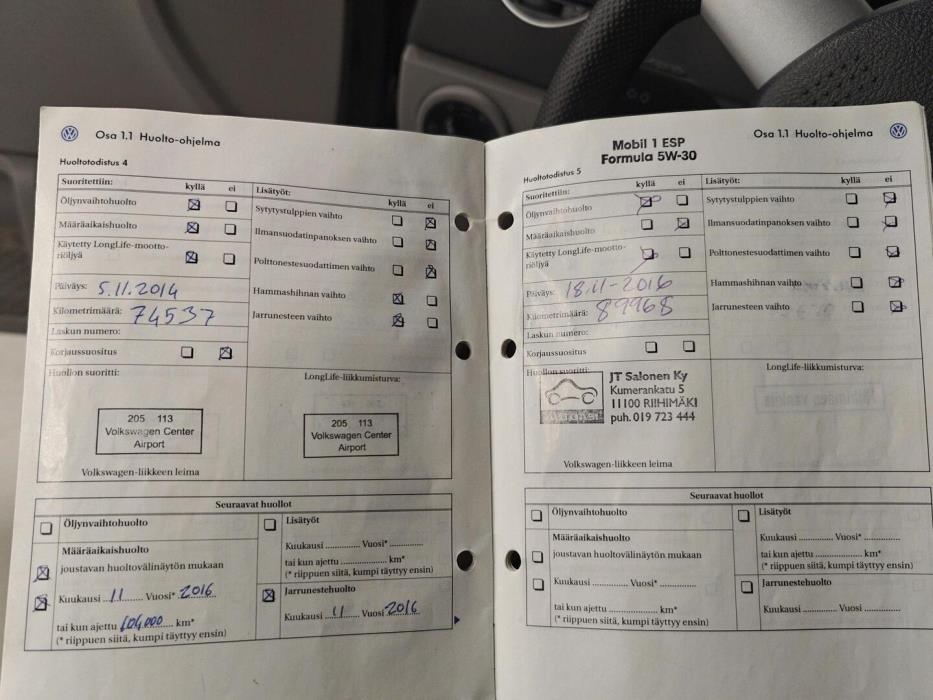 Osa 1.1 Huolto-ohjelma
Huoltotodistus 4
Suoritettiin: kyllä ei
Öljynvaihtohuolto
Määräaikaishuolto
Käytetty LongLife-mootto-
riöljyä
Päiväys: 5.11.2014
Kilometrimäärä: 74537
Laskun numero:
Korjaussuositus
Lisätyöt: kyllä ei
Sytytystulppien vaihto
Ilmansuodatinpanoksen vaihto
Polttonestesuodattimen vaihto
Hammashihnan vaihto
Jarrunesteen vaihto
Huollon suoritti:
LongLife-liikkumisturva:
205 113
Volkswagen Center
Airport
205 113
Volkswagen Center
Airport
Volkswagen-liikkeen leima
Seuraavat huollot
Öljynvaihtohuolto
Määräaikaishuolto
joustavan huoltovälinäytön mukaan
Kuukausi 11 Vuosi* 2016
tai kun ajettu 104000 km*
(* riippuen siitä, kumpi täyttyy ensin)
Lisätyöt
Kuukausi .............. Vuosi* ..............
tai kun ajettu .................. km*
(* riippuen siitä, kumpi täyttyy ensin)
Jarrunestehuolto
Kuukausi 11 Vuosi 2016
Osa 1.1 Huolto-ohjelma
Mobil 1 ESP
Formula 5W-30
Huoltotodistus 5
Suoritettiin: kyllä ei
Öljynvaihtohuolto
Määräaikaishuolto
Käytetty LongLife-mootto-
riöljyä
Päiväys: 18.11-2016
Kilometrimäärä: 89968
Laskun numero:
Korjaussuositus
Lisätyöt: kyllä ei
Sytytystulppien vaihto
Ilmansuodatinpanoksen vaihto
Polttonestesuodattimen vaihto
Hammashihnan vaihto
Jarrunesteen vaihto
Huollon suoritti:
LongLife-liikkumisturva:
JT Salonen Ky
Kumerankatu 5
11100 RIIHIMÄKI
puh. 019 723 444
Volkswagen-liikkeen leima
Seuraavat huollot
Öljynvaihtohuolto
Määräaikaishuolto
joustavan huoltovälinäytön mukaan
Kuukausi .............. Vuosi* ..............
tai kun ajettu .................. km*
(* riippuen siitä, kumpi täyttyy ensin)
Lisätyöt
Kuukausi .............. Vuosi* ..............
tai kun ajettu .................. km*
(* riippuen siitä, kumpi täyttyy ensin)
Jarrunestehuolto
Kuukausi .............. Vuosi ..............